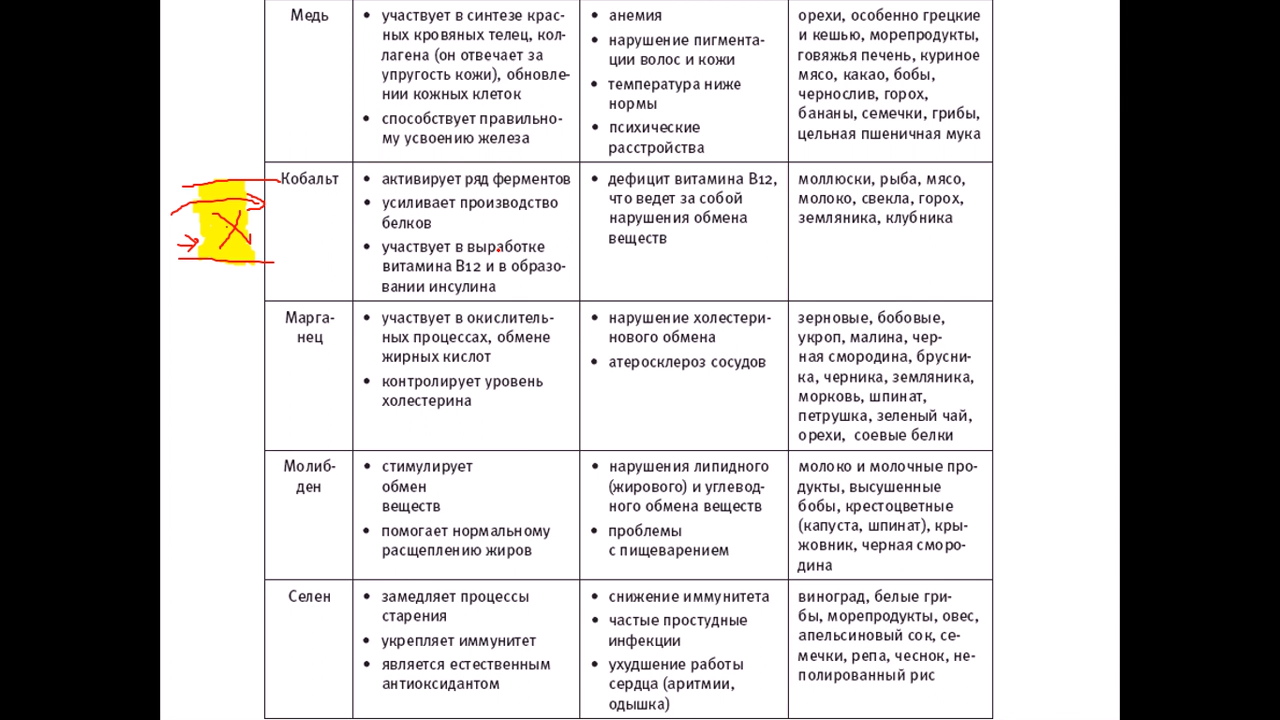 Медь
• участвует в синтезе крас-
ных кровяных телец, кол-
лагена (он отвечает за
упругость кожи), обновле-
нии кожных клеток
• способствует правильно-
му усвоению железа
• анемия
• нарушение пигмента-
ции волос и кожи
• температура ниже
нормы
• психические
расстройства
орехи, особенно грецкие
и кешью, морепродукты,
говяжья печень, куриное
мясо, какао, бобы,
чернослив, горох,
бананы, семечки, грибы,
цельная пшеничная мука
Кобальт
• активирует ряд ферментов
• усиливает производство
белков
• участвует в выработке
витамина В12 и в образо-
вании инсулина
• дефицит витамина В12,
что ведет за собой
нарушения обмена
веществ
моллюски, рыба, мясо,
молоко, свекла, горох,
земляника, клубника
Марга-
нец
• участвует в окислитель-
ных процессах, обмене
жирных кислот
• контролирует уровень
холестерина
• нарушение холестери-
нового обмена
• атеросклероз сосудов
зерновые, бобовые,
укроп, малина, чер-
ная смородина, брусни-
ка, черника, земляника,
морковь, шпинат,
петрушка, зеленый чай,
орехи, соевые белки
Молиб-
ден
• стимулирует
обмен
веществ
• помогает нормальному
расщеплению жиров
• нарушения липидного
(жирового) и углевод-
ного обмена веществ
• проблемы
с пищеварением
молоко и молочные про-
дукты, высушенные
бобы, крестоцветные
(капуста, шпинат), кры-
жовник, черная сморо-
дина
Селен
• замедляет процессы
старения
• укрепляет иммунитет
• является естественным
антиоксидантом
• снижение иммунитета
• частые простудные
инфекции
• ухудшение работы
сердца (аритмии,
одышка)
виноград, белые гри-
бы, морепродукты, овес,
апельсиновый сок, се-
мечки, репа, чеснок, не-
полированный рис